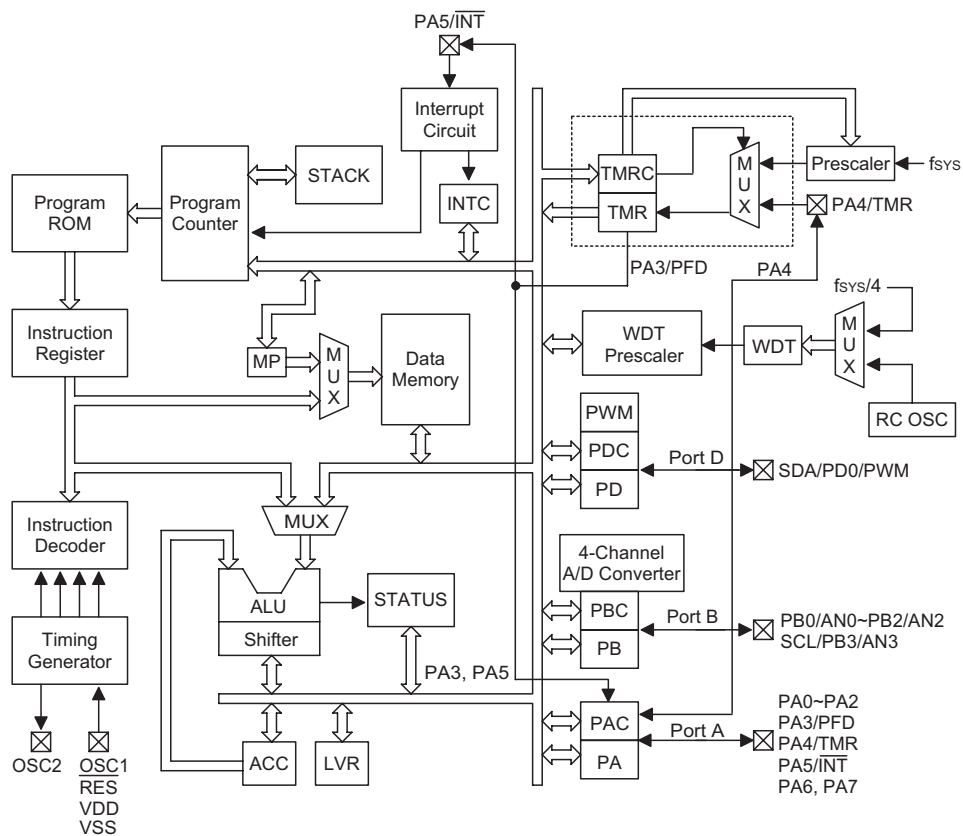 PA5/INT
Interrupt
Circuit
STACK
Program
ROM
Program
Counter
INTC
TMRC
TMR
MUX
Prescaler
fSYS
PA4/TMR
PA3/PFD
PA4
fSYS/4
Instruction
Register
MP
MUX
Data
Memory
WDT
Prescaler
WDT
MUX
RC OSC
PWM
PDC
PD
Port D
SDA/PD0/PWM
Instruction
Decoder
MUX
ALU
Shifter
STATUS
4-Channel
A/D Converter
PBC
PB
Port B
PB0/AN0~PB2/AN2
SCL/PB3/AN3
Timing
Generator
PA3, PA5
PAC
PA
Port A
PA0~PA2
PA3/PFD
PA4/TMR
PA5/INT
PA6, PA7
ACC
LVR
OSC2
OSC1
RES
VDD
VSS